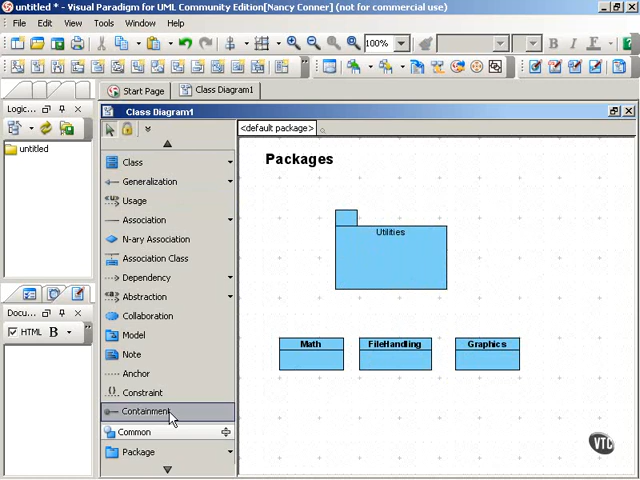 untitled * - Visual Paradigm for UML Community Edition[Nancy Conner] (not for commercial use)
File Edit View Tools Window Help
100%
B I F
Start Page Class Diagram1
Logic...
untitled
Docu...
HTML B
Class Diagram1
Class
Generalization
Usage
Association
N-ary Association
Association Class
Dependency
Abstraction
Collaboration
Model
Note
Anchor
Constraint
Containment
Common
Package
<default package>
Packages
Utilities
Math FileHandling Graphics
VTC